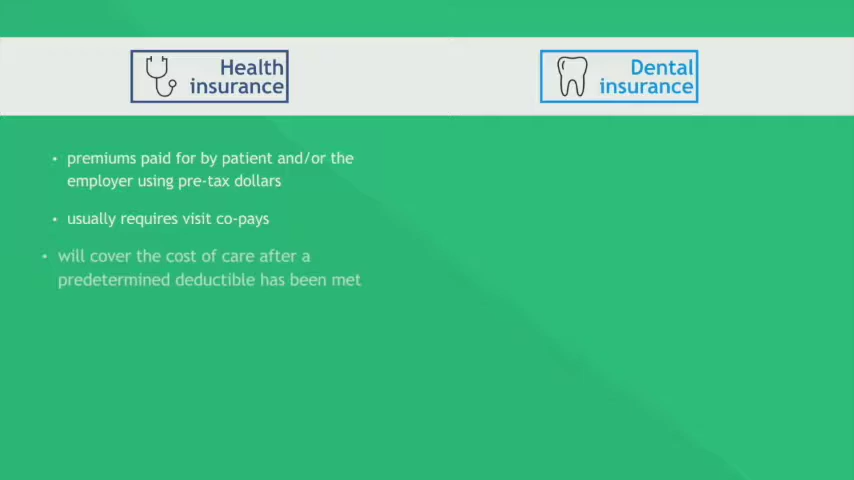 Health
insurance
Dental
insurance
• premiums paid for by patient and/or the
employer using pre-tax dollars
• usually requires visit co-pays
• will cover the cost of care after a
predetermined deductible has been met